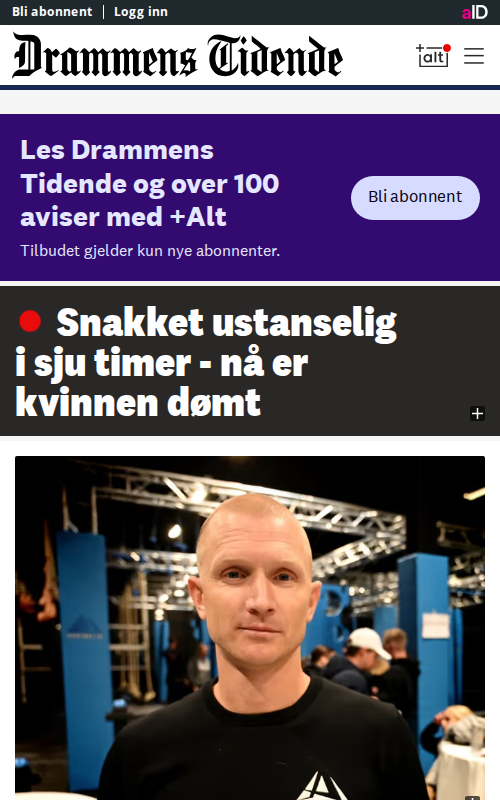 Bli abonnent | Logg inn
aID
Drammens Tidende
+alt
Les Drammens
Tidende og over 100
aviser med +Alt
Tilbudet gjelder kun nye abonnenter.
Bli abonnent
Snakket ustanselig
i sju timer - nå er
kvinnen dømt